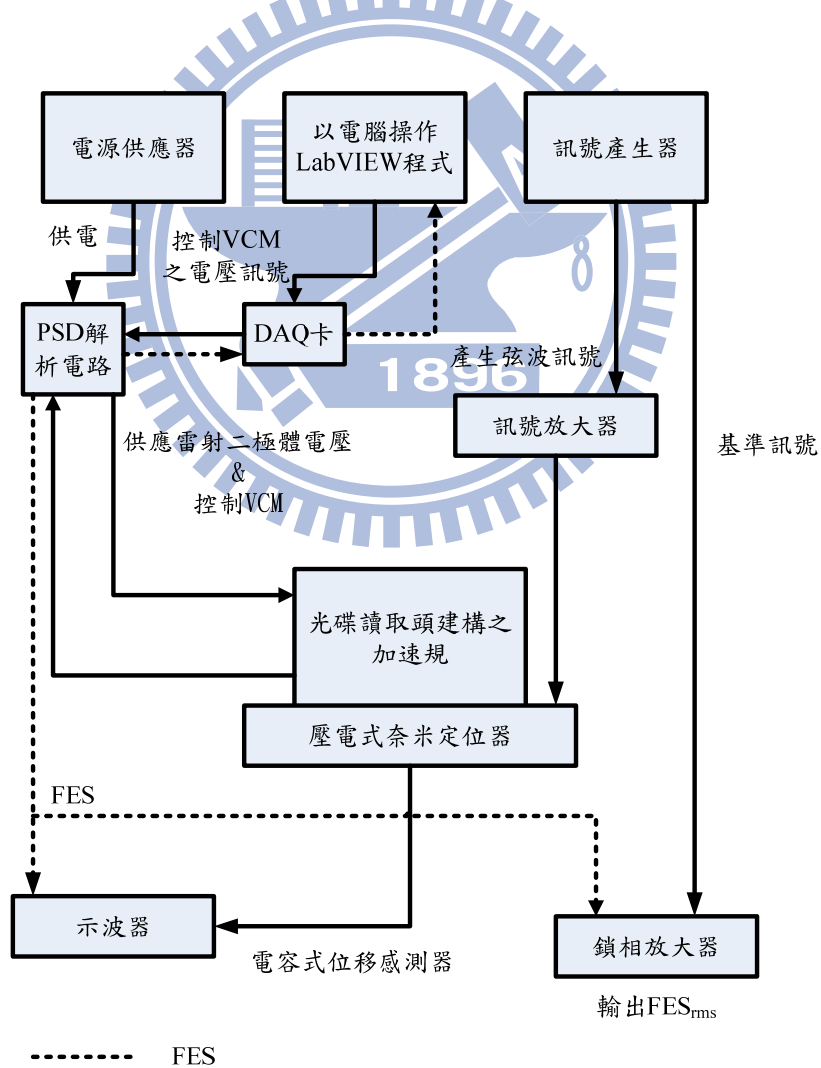 電源供應器
以電腦操作
LabVIEW程式
訊號產生器
供電
控制VCM
之電壓訊號
PSD解
析電路
DAQ卡
產生弦波訊號
1896
訊號放大器
基準訊號
供應雷射二極體電壓
&
控制VCM
光碟讀取頭建構之
加速規
壓電式奈米定位器
FES
示波器
電容式位移感測器
鎖相放大器
輸出FESrms
FES